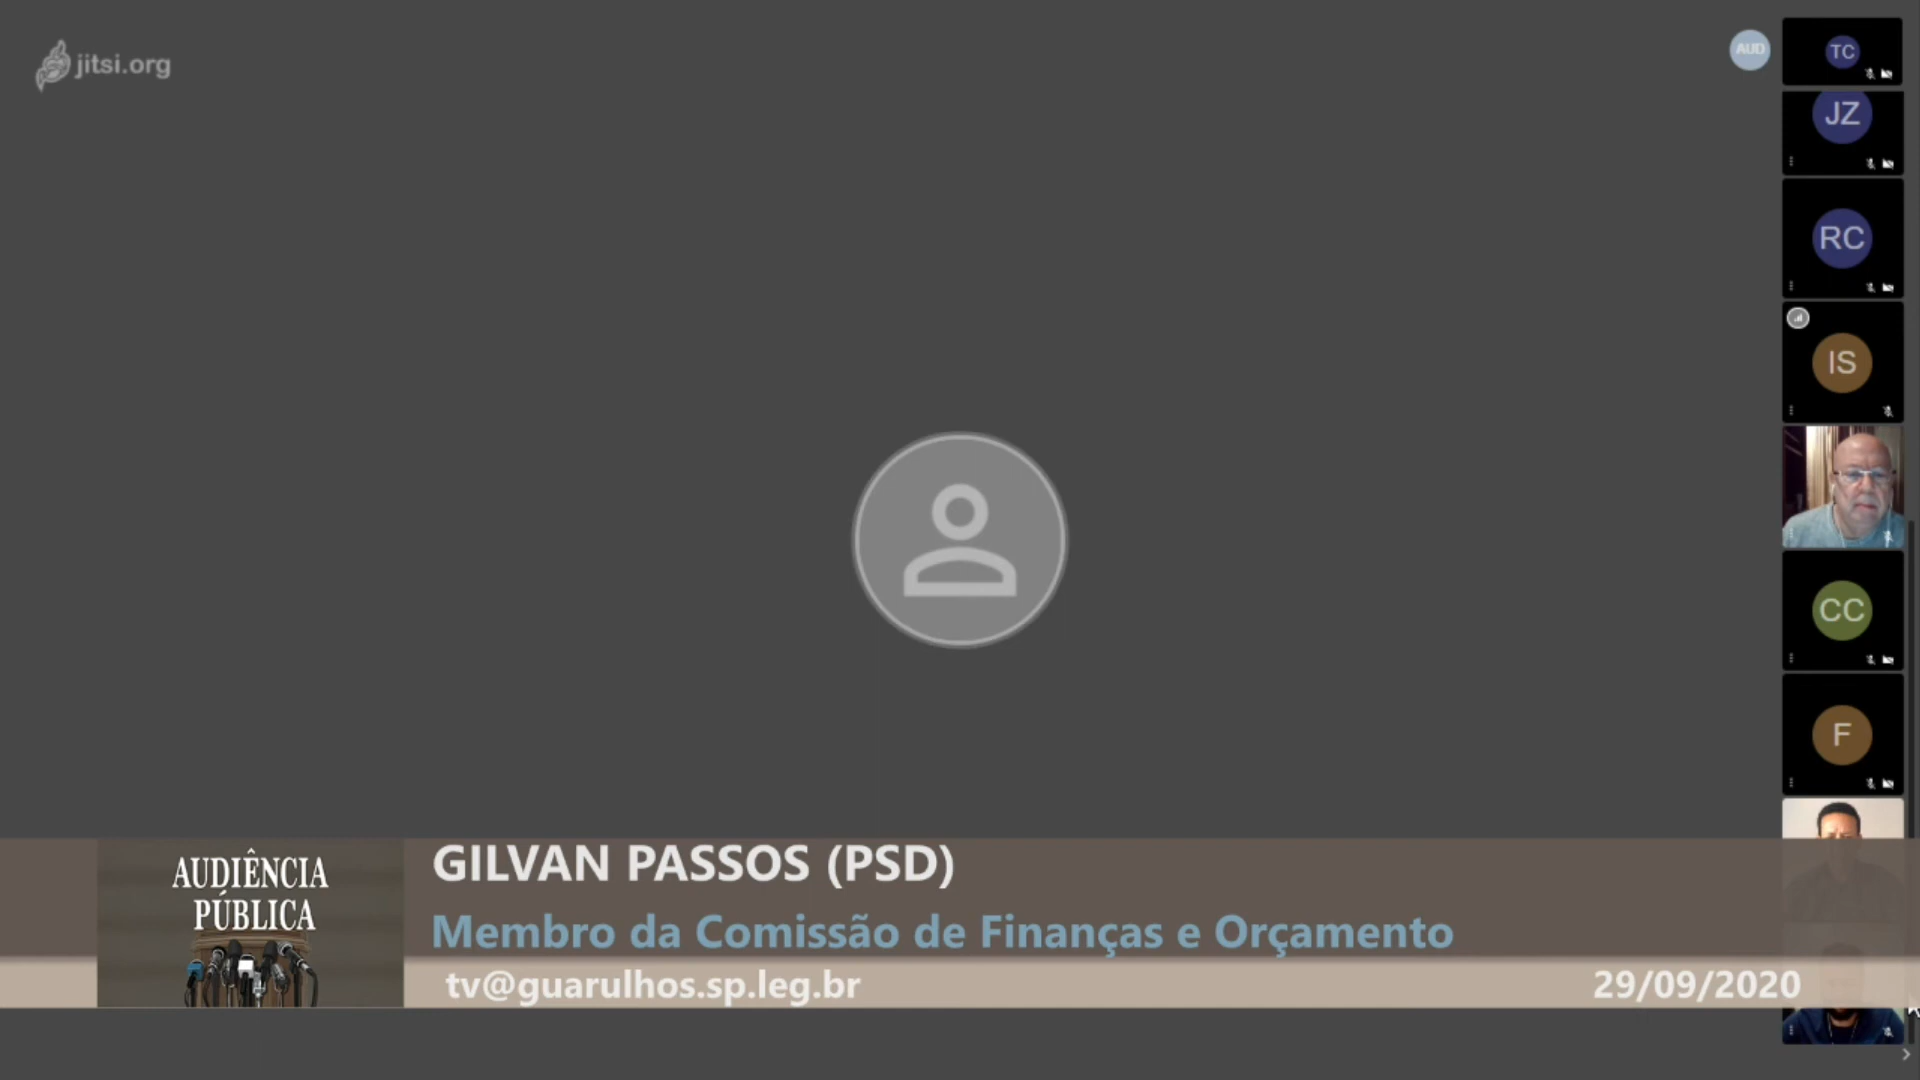 jitsi.org
AUD
TC
JZ
RC
IS
CC
F
AUDIÊNCIA
PÚBLICA
GILVAN PASSOS (PSD)
Membro da Comissão de Finanças e Orçamento
tv@guarulhos.sp.leg.br
29/09/2020